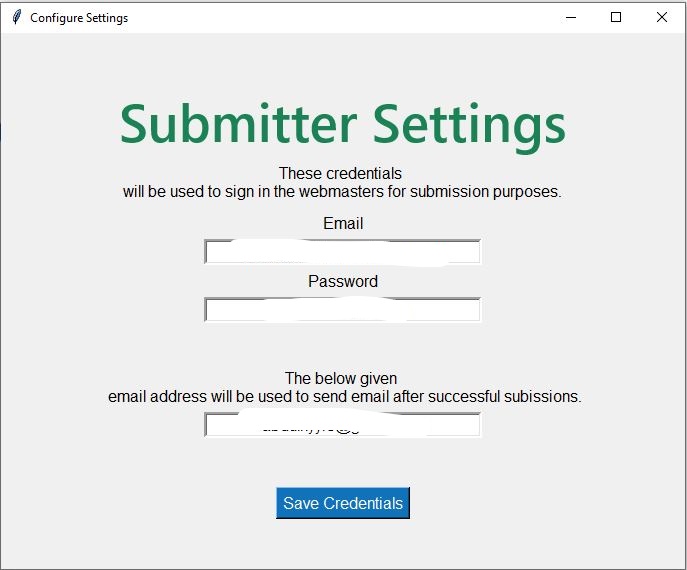 Configure Settings
Submitter Settings
These credentials
will be used to sign in the webmasters for submission purposes.
Email
Password
The below given
email address will be used to send email after successful subissions.
Save Credentials